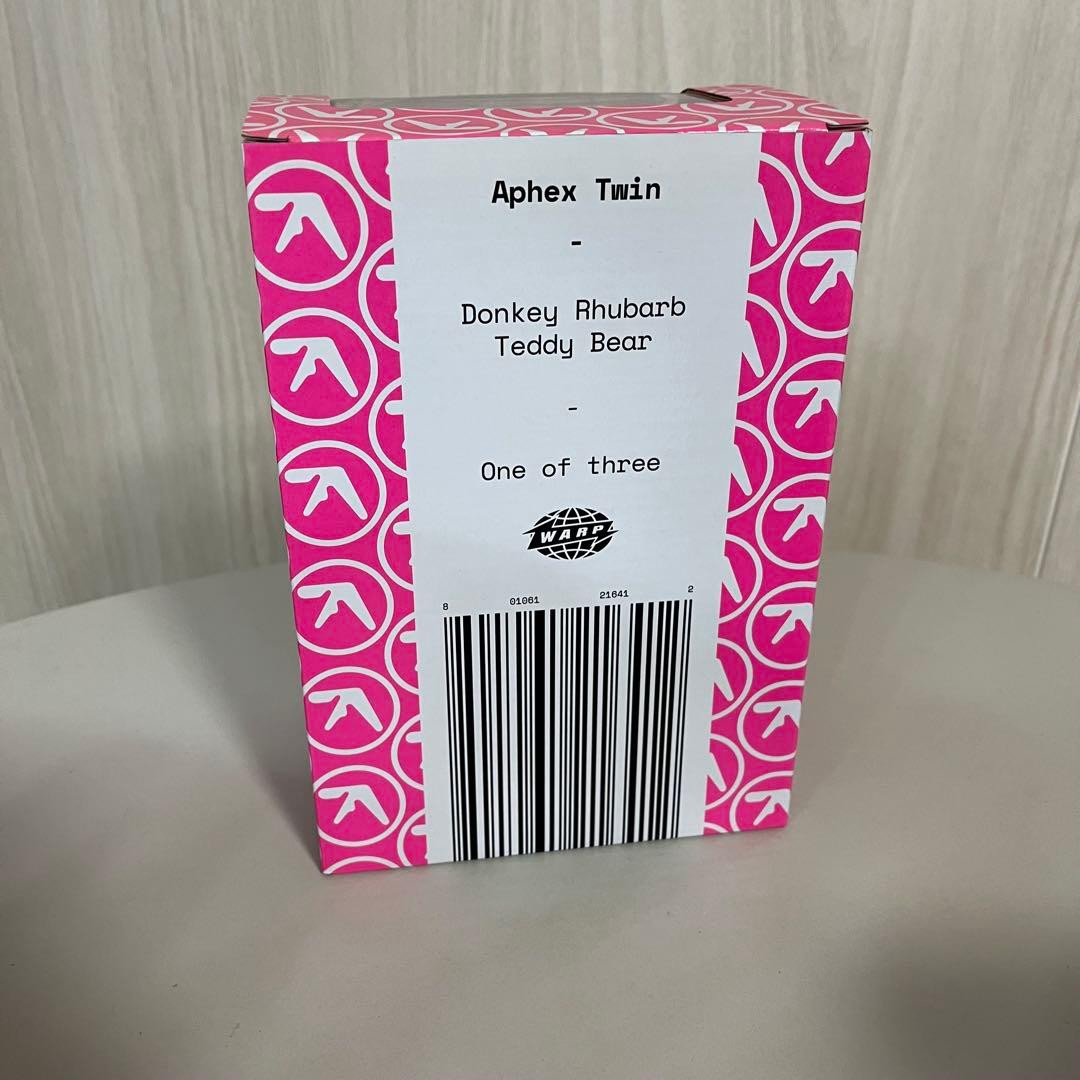 Aphex Twin
-
Donkey Rhubarb
Teddy Bear
-
One of three
WARP
8 01061 21641 2